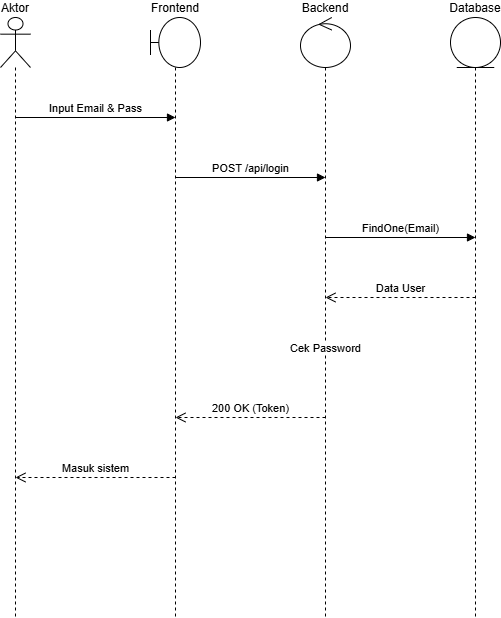 Aktor
Frontend
Backend
Database
Input Email & Pass
POST /api/login
FindOne(Email)
Data User
Cek Password
200 OK (Token)
Masuk sistem